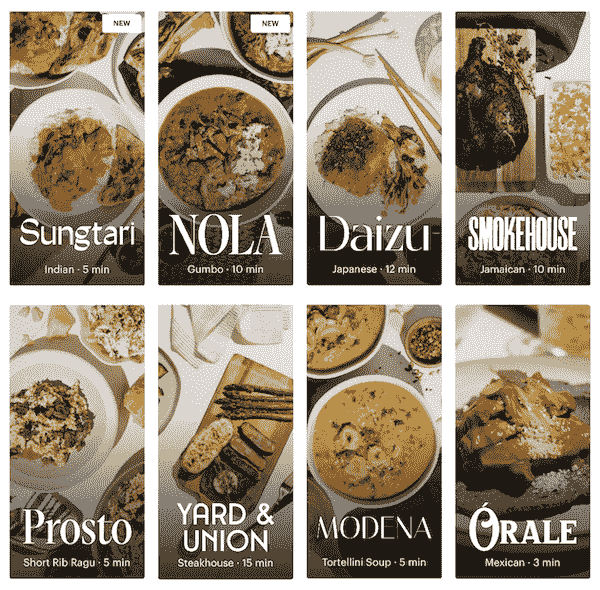 NEW
Sungtari
Indian · 5 min
NEW
NOLA
Gumbo · 10 min
Daizu
Japanese · 12 min
SMOKEHOUSE
Jamaican · 10 min
Prosto
Short Rib Ragu · 5 min
YARD &
UNION
Steakhouse · 15 min
MODENA
Tortellini Soup · 5 min
ÓRALE
Mexican · 3 min